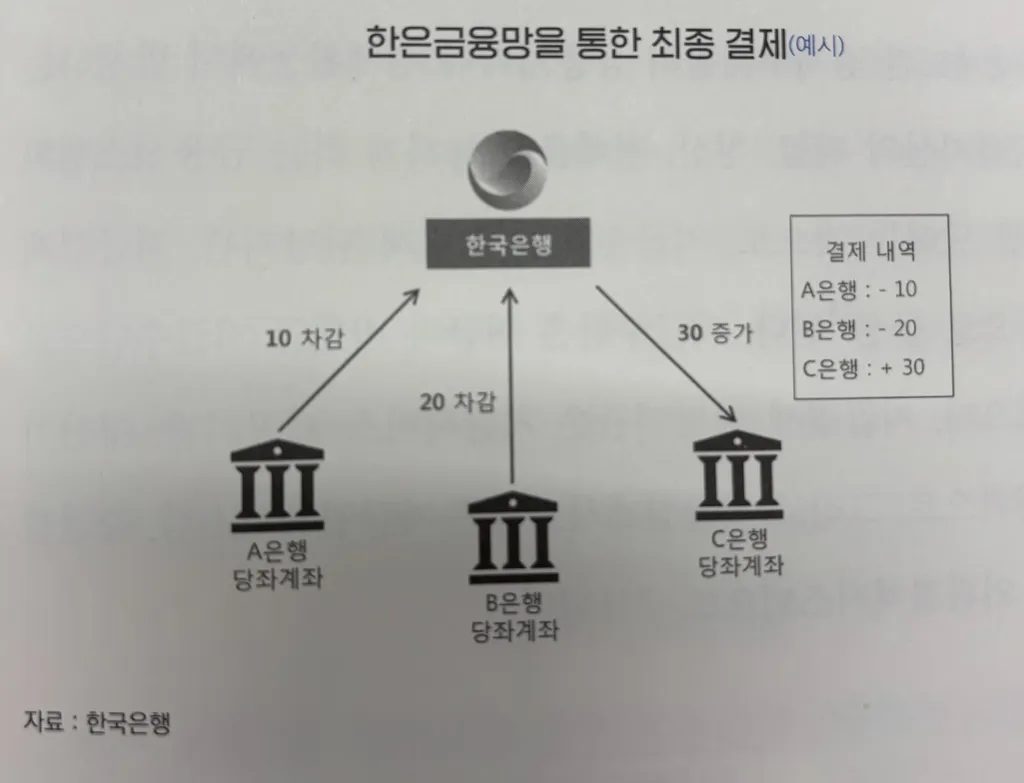 한은금융망을 통한 최종 결제(예시)
한국은행
결제 내역
A은행 : - 10
B은행 : - 20
C은행 : + 30
10 차감
20 차감
30 증가
A은행
당좌계좌
B은행
당좌계좌
C은행
당좌계좌
자료 : 한국은행